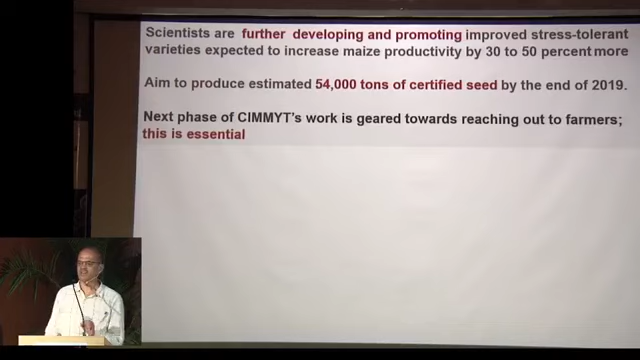 Scientists are further developing and promoting improved stress-tolerant
varieties expected to increase maize productivity by 30 to 50 percent more
Aim to produce estimated 54,000 tons of certified seed by the end of 2019.
Next phase of CIMMYT's work is geared towards reaching out to farmers;
this is essential